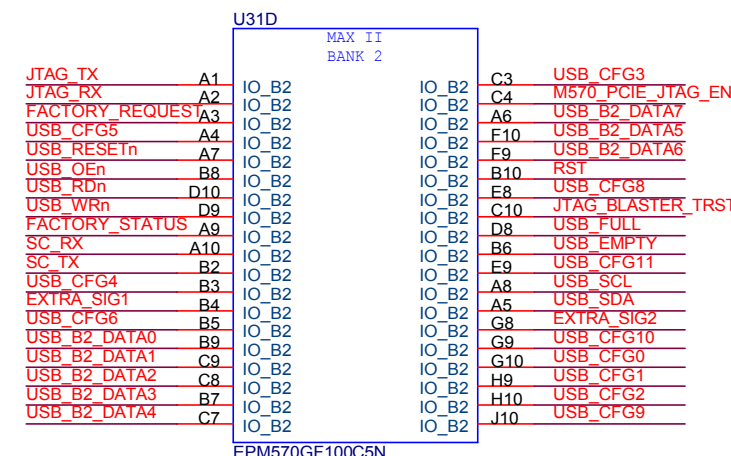 U31D
MAX II
BANK 2
JTAG_TX A1 IO_B2 IO_B2 C3 USB_CFG3
JTAG_RX A2 IO_B2 IO_B2 C4 M570_PCIE_JTAG_EN
FACTORY_REQUEST A3 IO_B2 IO_B2 A6 USB_B2_DATA7
USB_CFG5 A4 IO_B2 IO_B2 F10 USB_B2_DATA5
USB_RESETn A7 IO_B2 IO_B2 F9 USB_B2_DATA6
USB_OEn B8 IO_B2 IO_B2 B10 RST
USB_RDn D10 IO_B2 IO_B2 E8 USB_CFG8
USB_WRn D9 IO_B2 IO_B2 C10 JTAG_BLASTER_TRST
FACTORY_STATUS A9 IO_B2 IO_B2 D8 USB_FULL
SC_RX A10 IO_B2 IO_B2 B6 USB_EMPTY
SC_TX B2 IO_B2 IO_B2 E9 USB_CFG11
USB_CFG4 B3 IO_B2 IO_B2 A8 USB_SCL
EXTRA_SIG1 B4 IO_B2 IO_B2 A5 USB_SDA
USB_CFG6 B5 IO_B2 IO_B2 G8 EXTRA_SIG2
USB_B2_DATA0 B9 IO_B2 IO_B2 G9 USB_CFG10
USB_B2_DATA1 C9 IO_B2 IO_B2 G10 USB_CFG0
USB_B2_DATA2 C8 IO_B2 IO_B2 H9 USB_CFG1
USB_B2_DATA3 B7 IO_B2 IO_B2 H10 USB_CFG2
USB_B2_DATA4 C7 IO_B2 IO_B2 J10 USB_CFG9
EPM570GF100C5N